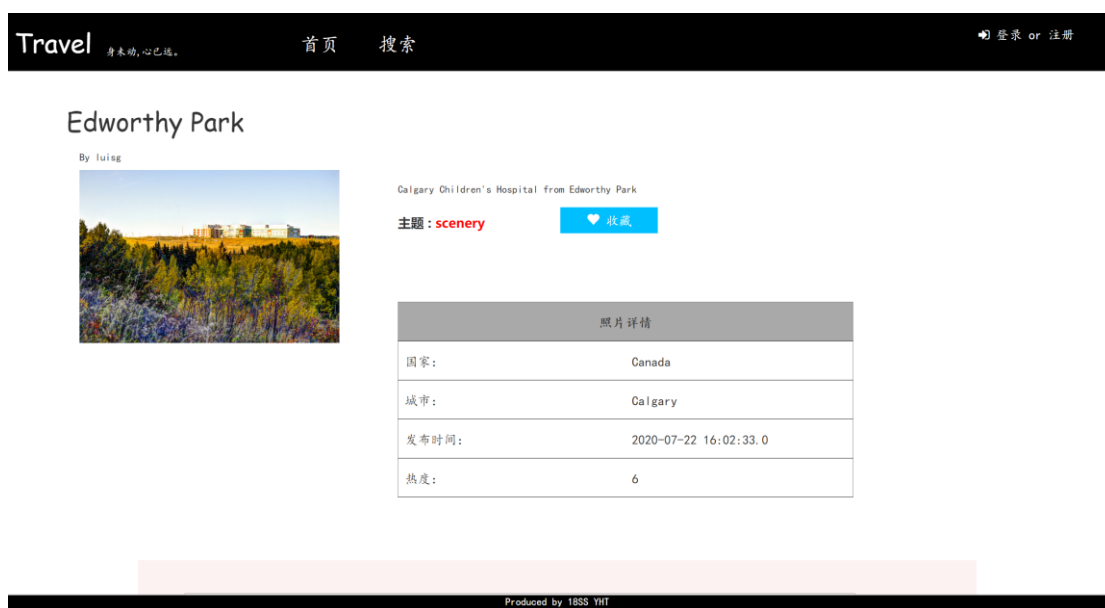 Travel 身未动,心已远。 首页 搜索 登录 or 注册
Edworthy Park
By luisg
Calgary Children's Hospital from Edworthy Park
主题：scenery 收藏
照片详情
国家： Canada
城市： Calgary
发布时间： 2020-07-22 16:02:33.0
热度： 6
Produced by 18SS YHT